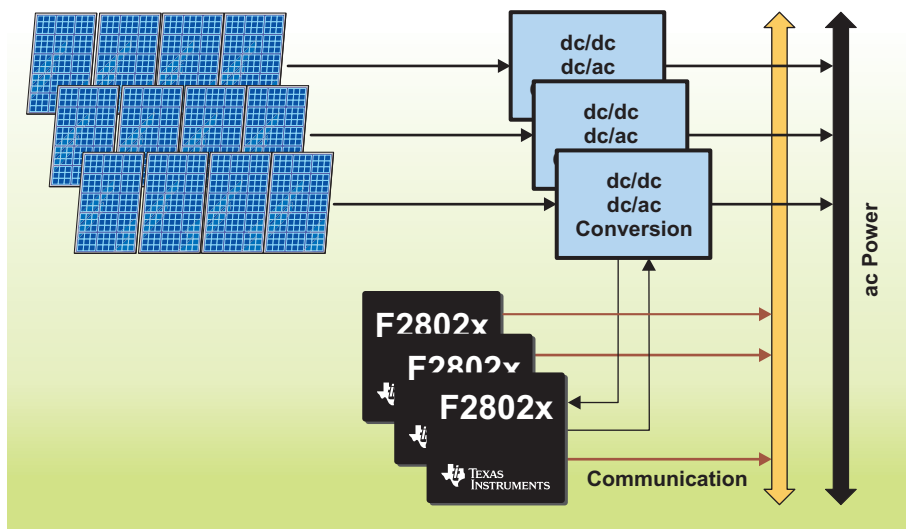 dc/dc
dc/ac
dc/dc
dc/ac
dc/dc
dc/ac
Conversion
ac Power
F2802x
F2802x
F2802x
TEXAS
INSTRUMENTS
Communication